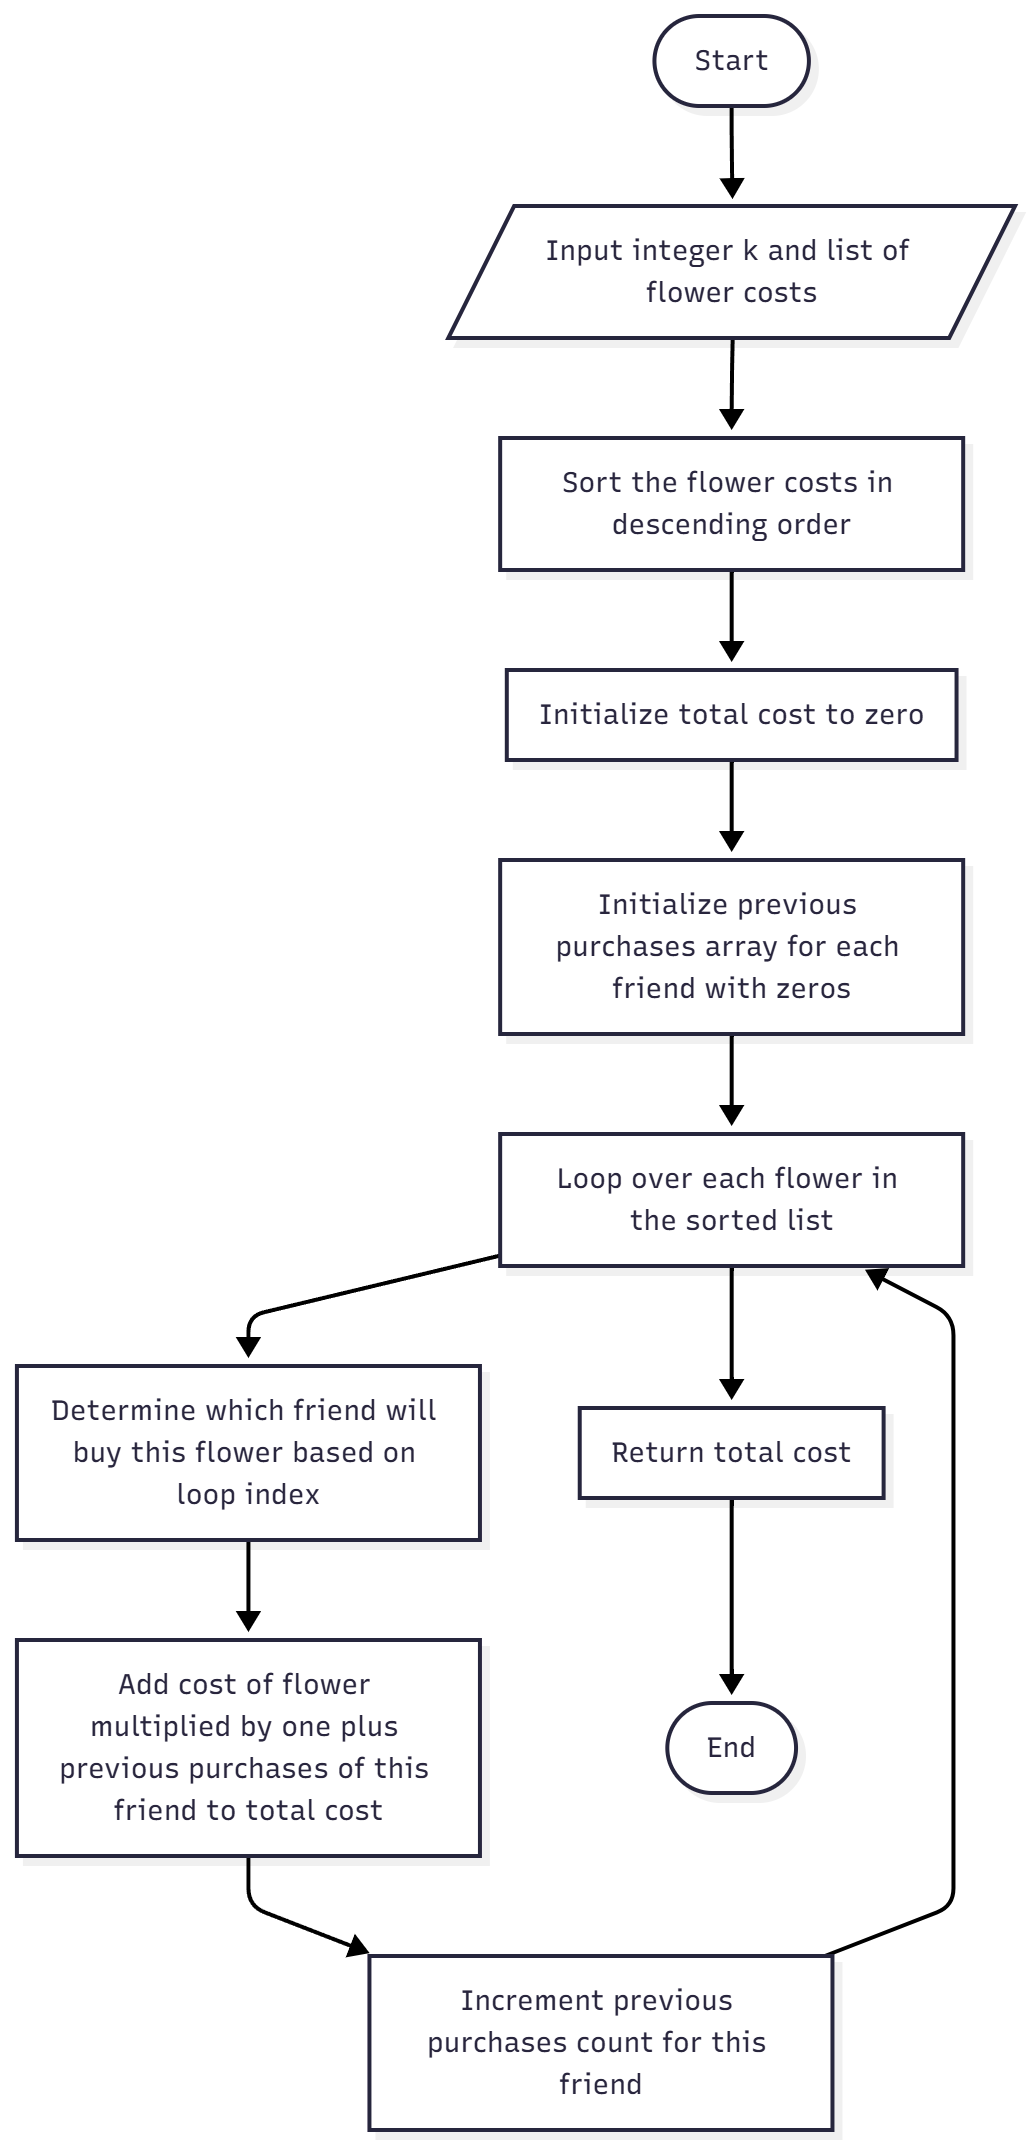 Start
Input integer k and list of
flower costs
Sort the flower costs in
descending order
Initialize total cost to zero
Initialize previous
purchases array for each
friend with zeros
Loop over each flower in
the sorted list
Determine which friend will
buy this flower based on
loop index
Return total cost
Add cost of flower
multiplied by one plus
previous purchases of this
friend to total cost
End
Increment previous
purchases count for this
friend